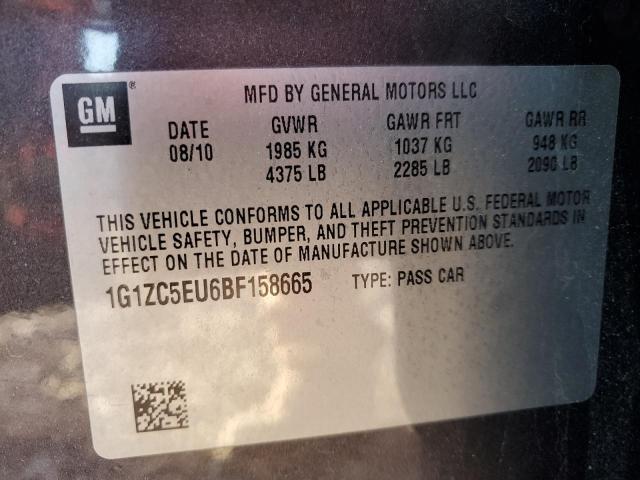 GM ®
MFD BY GENERAL MOTORS LLC
DATE GVWR GAWR FRT GAWR RR
08/10 1985 KG 1037 KG 948 KG
4375 LB 2285 LB 2090 LB
THIS VEHICLE CONFORMS TO ALL APPLICABLE U.S. FEDERAL MOTOR
VEHICLE SAFETY, BUMPER, AND THEFT PREVENTION STANDARDS IN
EFFECT ON THE DATE OF MANUFACTURE SHOWN ABOVE.
1G1ZC5EU6BF158665 TYPE: PASS CAR